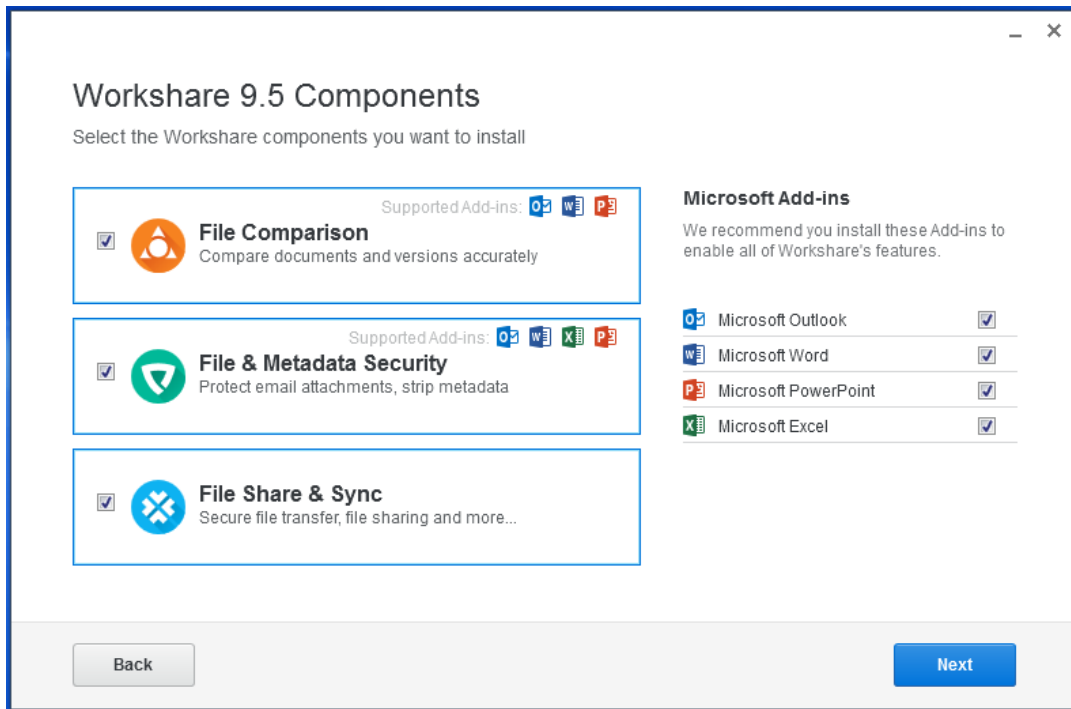 Workshare 9.5 Components
Select the Workshare components you want to install
Supported Add-ins:
File Comparison
Compare documents and versions accurately
Supported Add-ins:
File & Metadata Security
Protect email attachments, strip metadata
File Share & Sync
Secure file transfer, file sharing and more...
Microsoft Add-ins
We recommend you install these Add-ins to
enable all of Workshare's features.
Microsoft Outlook
Microsoft Word
Microsoft PowerPoint
Microsoft Excel
Back
Next